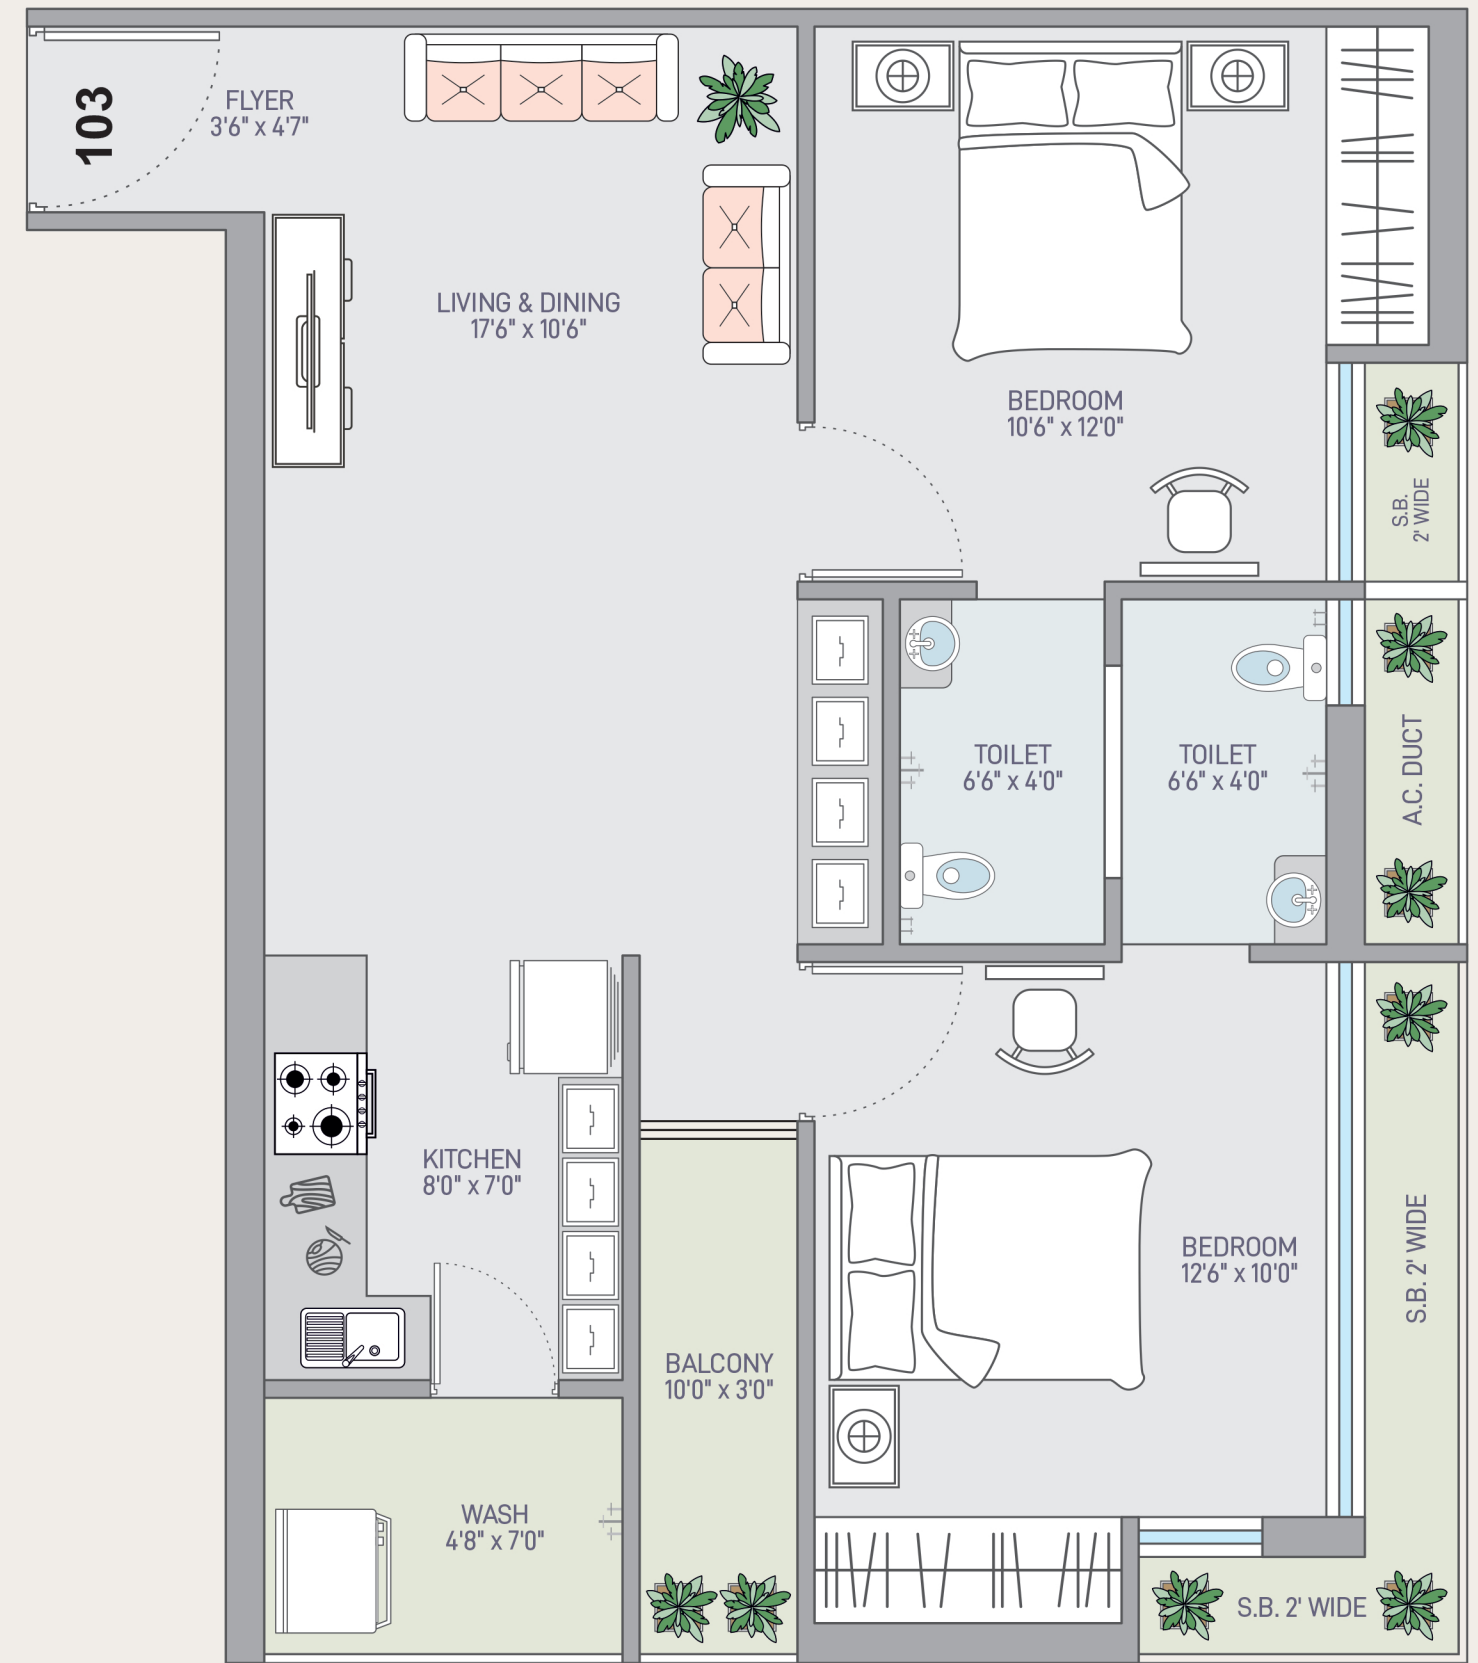 103
FLYER
3'6" x 4'7"
LIVING & DINING
17'6" x 10'6"
BEDROOM
10'6" x 12'0"
S.B.
2' WIDE
TOILET
6'6" x 4'0"
TOILET
6'6" x 4'0"
A.C. DUCT
KITCHEN
8'0" x 7'0"
BEDROOM
12'6" x 10'0"
S.B. 2' WIDE
BALCONY
10'0" x 3'0"
WASH
4'8" x 7'0"
S.B. 2' WIDE